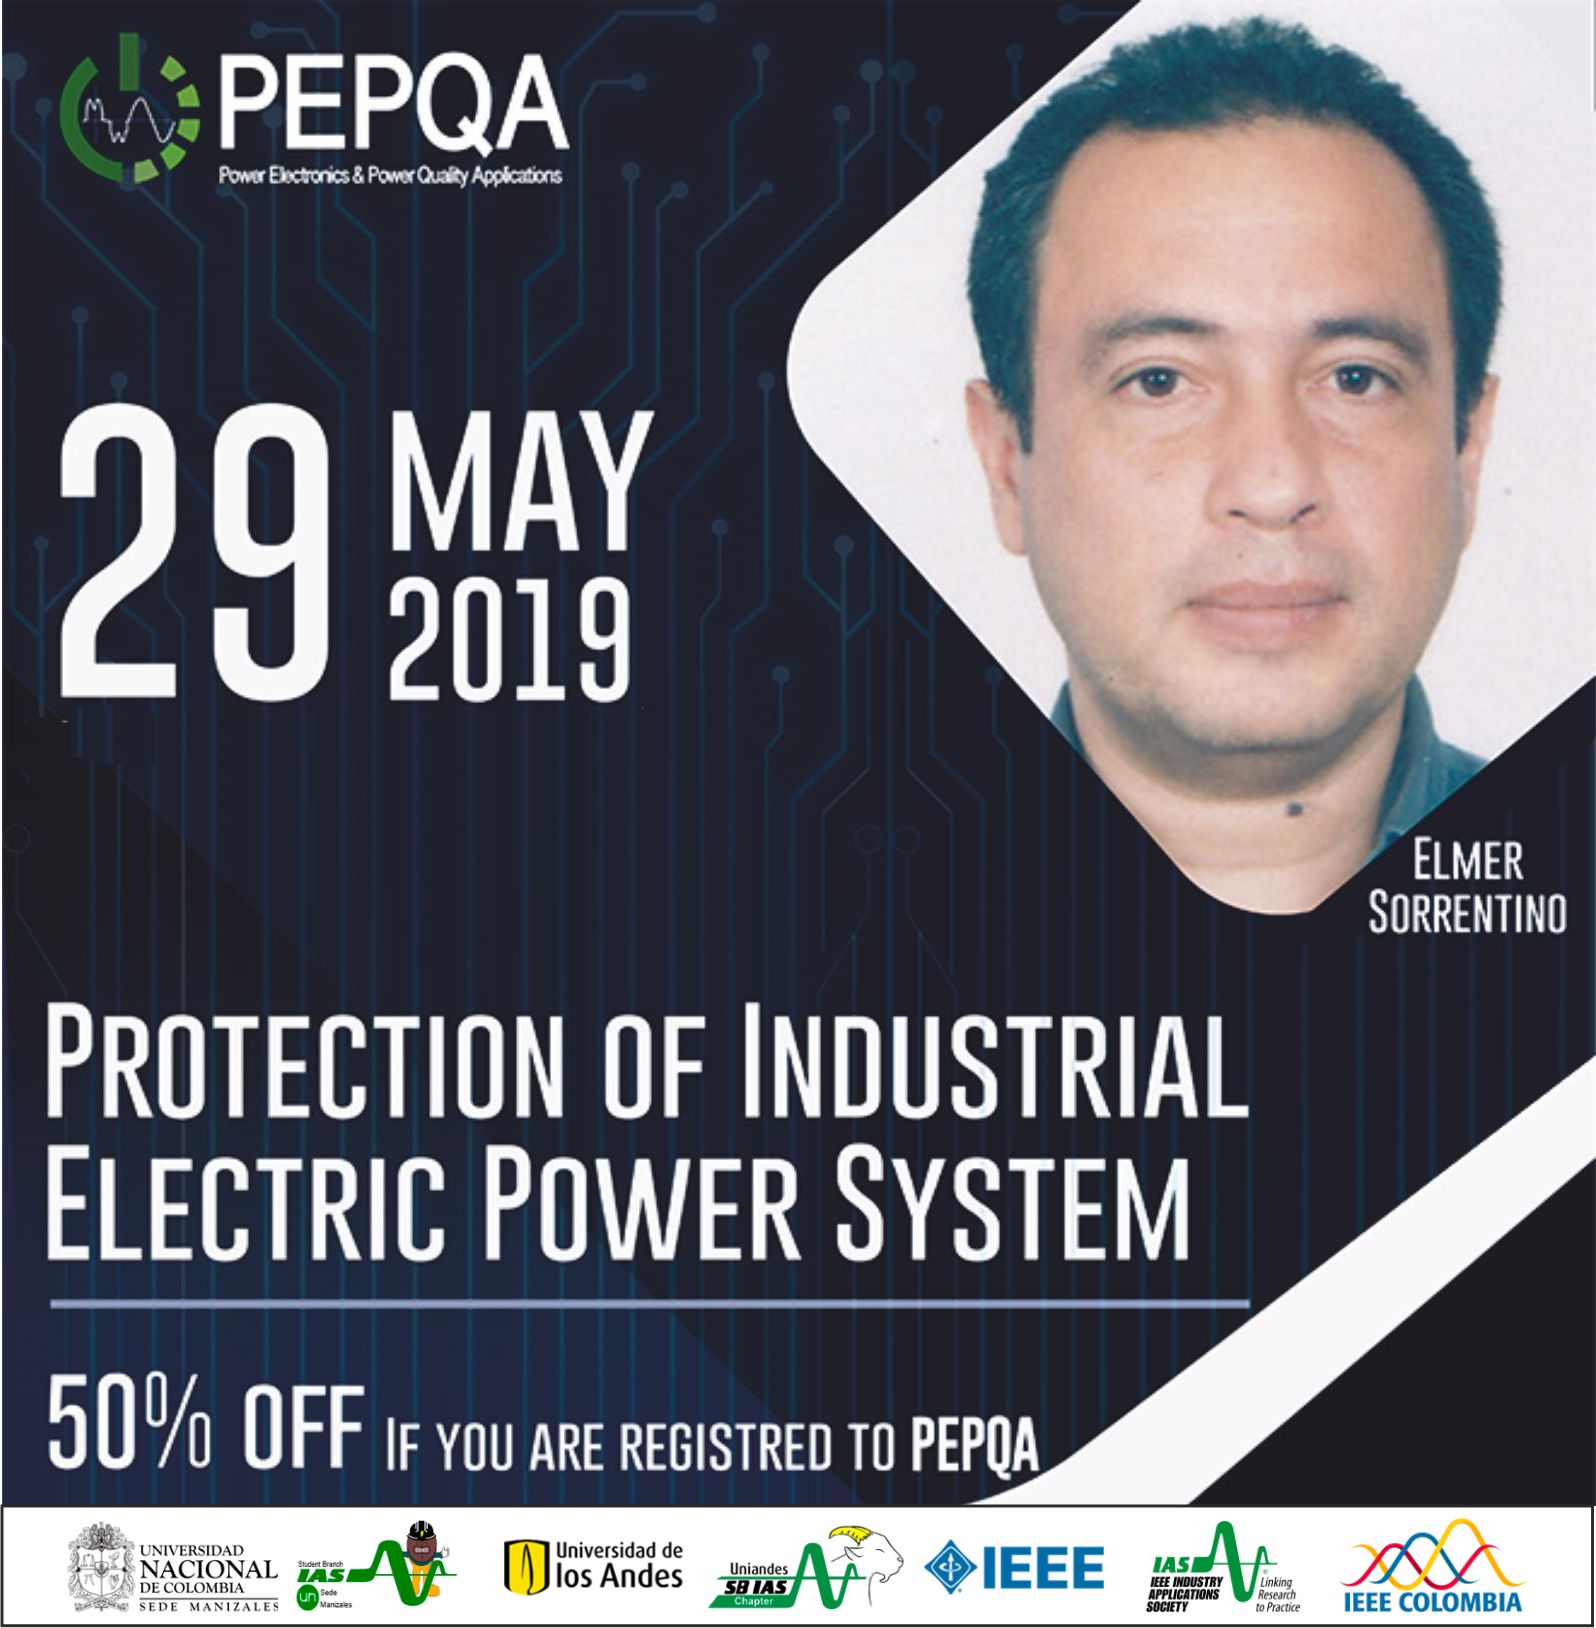 PEPQA
Power Electronics & Power Quality Applications
29 MAY
2019
ELMER
SORRENTINO
PROTECTION OF INDUSTRIAL
ELECTRIC POWER SYSTEM
50% OFF IF YOU ARE REGISTRED TO PEPQA
UNIVERSIDAD
NACIONAL
DE COLOMBIA
SEDE MANIZALES
Student Branch
IAS
un Sede
Manizales
Universidad de
los Andes
Uniandes
SB IAS
Chapter
IEEE
IAS
IEEE INDUSTRY
APPLICATIONS
SOCIETY
®
Linking
Research
to Practice
IEEE COLOMBIA